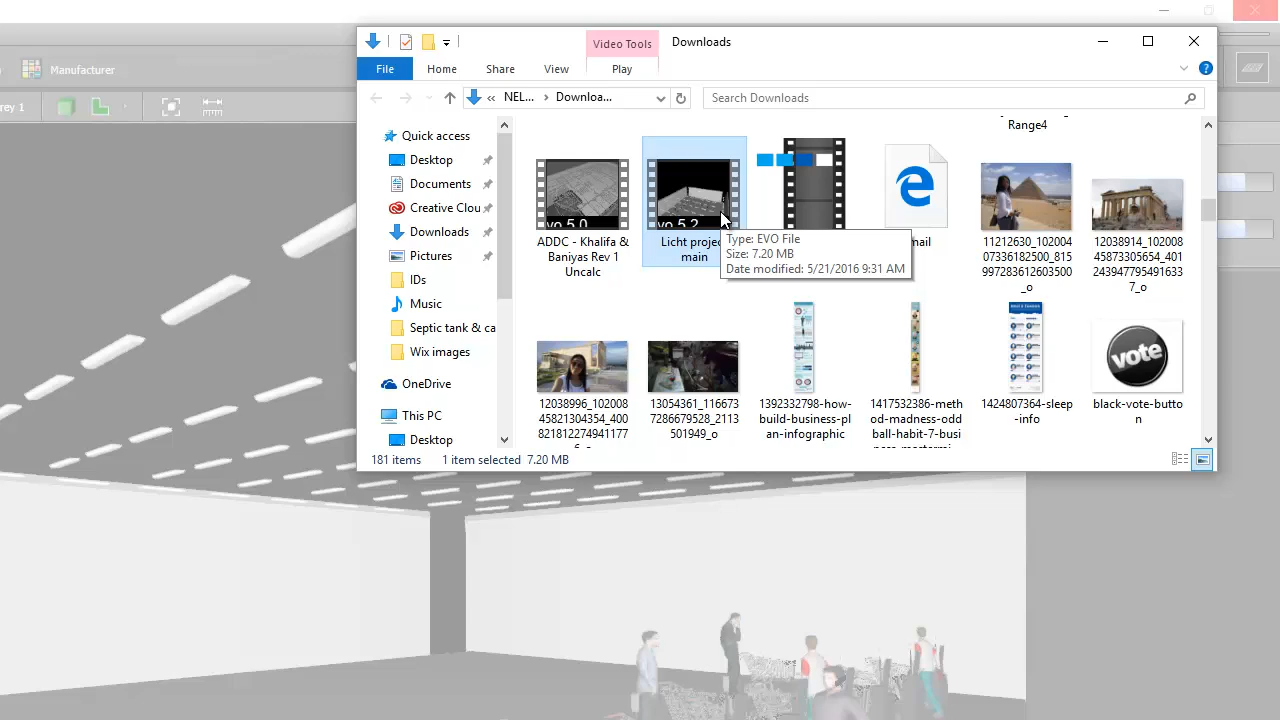 Video Tools
Downloads
File
Home
Share
View
Play
Manufacturer
rey 1
«
NEL...
Downloa...
Search Downloads
Quick access
Desktop
Documents
Creative Clou
Downloads
Pictures
IDs
Music
Septic tank & ca
Wix images
OneDrive
This PC
Desktop
Range4
vo 5.0
vo 5.2
ADDC - Khalifa &
Baniyas Rev 1
Uncalc
Licht projec
main
Type: EVO File
Size: 7.20 MB
Date modified: 5/21/2016 9:31 AM
mail
11212630_102004
07336182500_815
997283612603500
_o
12038914_102008
45873305654_401
243947795491633
7_o
vote
12038996_102008
45821304354_400
821812274941177
13054361_116673
7286679528_2113
501949_o
1392332798-how-
build-business-pl
an-infographic
1417532386-meth
od-madness-odd
ball-habit-7-busi
1424807364-sleep
-info
black-vote-butto
n
181 items
1 item selected
7.20 MB